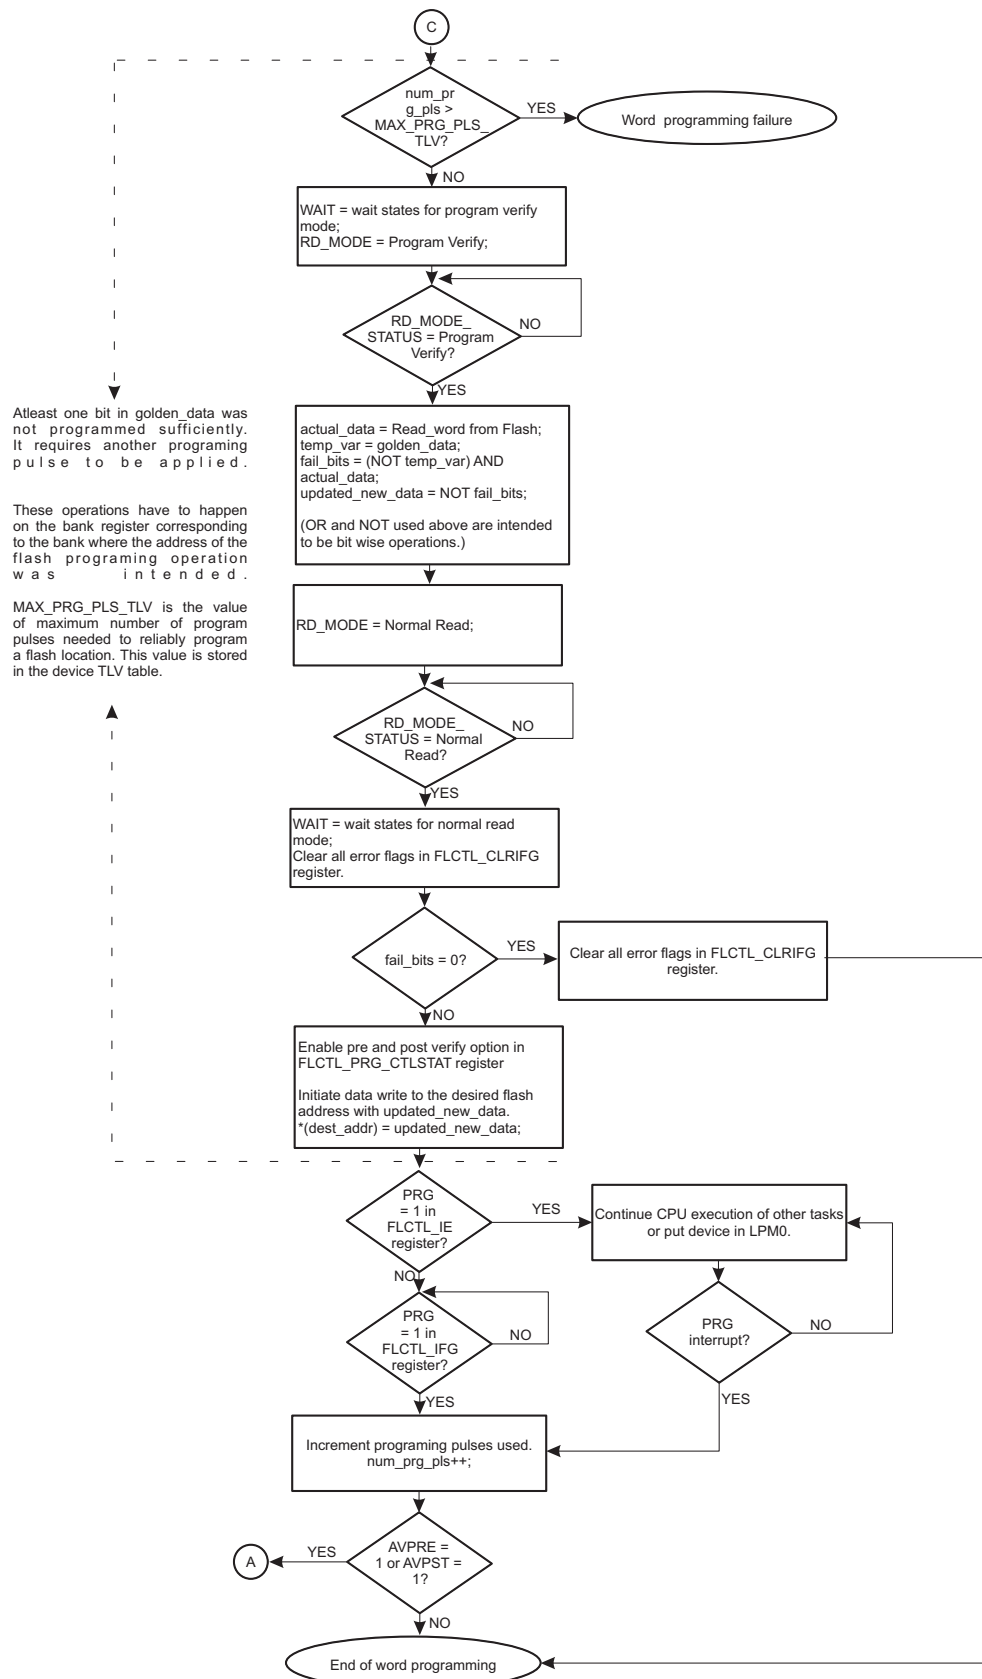 C
num_pr
g_pls >
MAX_PRG_PLS_
TLV?
YES
Word programming failure
NO
WAIT = wait states for program verify
mode;
RD_MODE = Program Verify;
RD_MODE_
STATUS = Program
Verify?
NO
YES
Atleast one bit in golden_data was
not programmed sufficiently.
It requires another programing
pulse to be applied.
These operations have to happen
on the bank register corresponding
to the bank where the address of the
flash programing operation
was intended.
MAX_PRG_PLS_TLV is the value
of maximum number of program
pulses needed to reliably program
a flash location. This value is stored
in the device TLV table.
actual_data = Read_word from Flash;
temp_var = golden_data;
fail_bits = (NOT temp_var) AND
actual_data;
updated_new_data = NOT fail_bits;
(OR and NOT used above are intended
to be bit wise operations.)
RD_MODE = Normal Read;
RD_MODE_
STATUS = Normal
Read?
NO
YES
WAIT = wait states for normal read
mode;
Clear all error flags in FLCTL_CLRIFG
register.
fail_bits = 0?
YES
Clear all error flags in FLCTL_CLRIFG
register.
NO
Enable pre and post verify option in
FLCTL_PRG_CTLSTAT register
Initiate data write to the desired flash
address with updated_new_data.
*(dest_addr) = updated_new_data;
PRG
= 1 in
FLCTL_IE
register?
YES
Continue CPU execution of other tasks
or put device in LPM0.
NO
PRG
= 1 in
FLCTL_IFG
register?
NO
PRG
interrupt?
NO
YES
YES
Increment programing pulses used.
num_prg_pls++;
AVPRE =
1 or AVPST =
1?
YES
A
NO
End of word programming